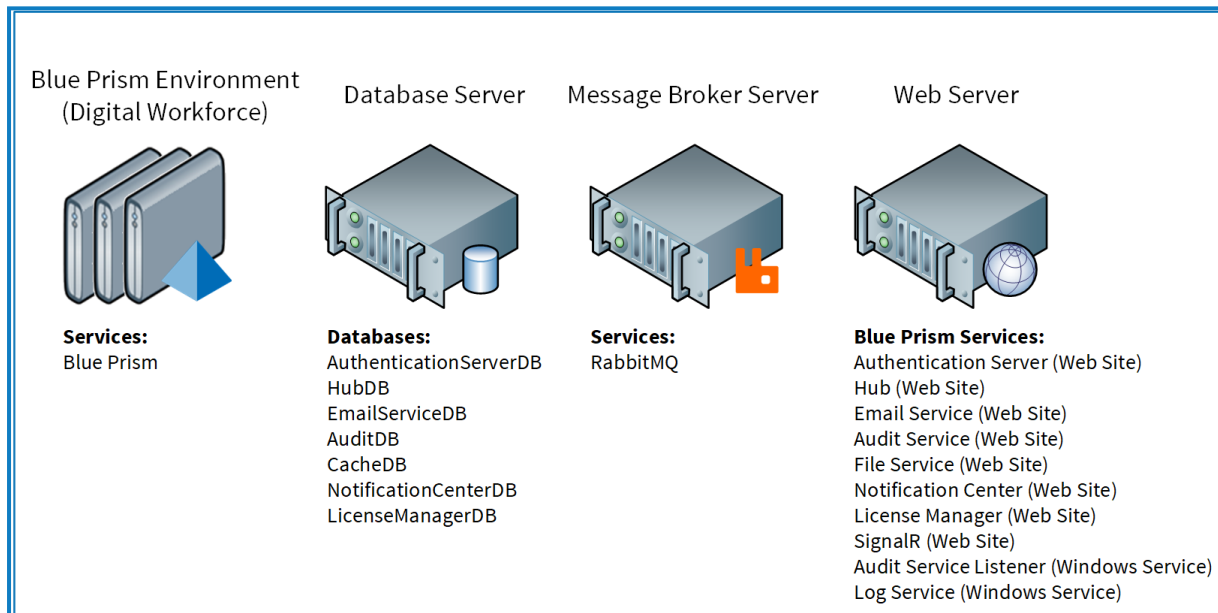 Blue Prism Environment
(Digital Workforce)
Database Server
Message Broker Server
Web Server
Services:
Blue Prism
Databases:
AuthenticationServerDB
HubDB
EmailServiceDB
AuditDB
CacheDB
NotificationCenterDB
LicenseManagerDB
Services:
RabbitMQ
Blue Prism Services:
Authentication Server (Web Site)
Hub (Web Site)
Email Service (Web Site)
Audit Service (Web Site)
File Service (Web Site)
Notification Center (Web Site)
License Manager (Web Site)
SignalR (Web Site)
Audit Service Listener (Windows Service)
Log Service (Windows Service)